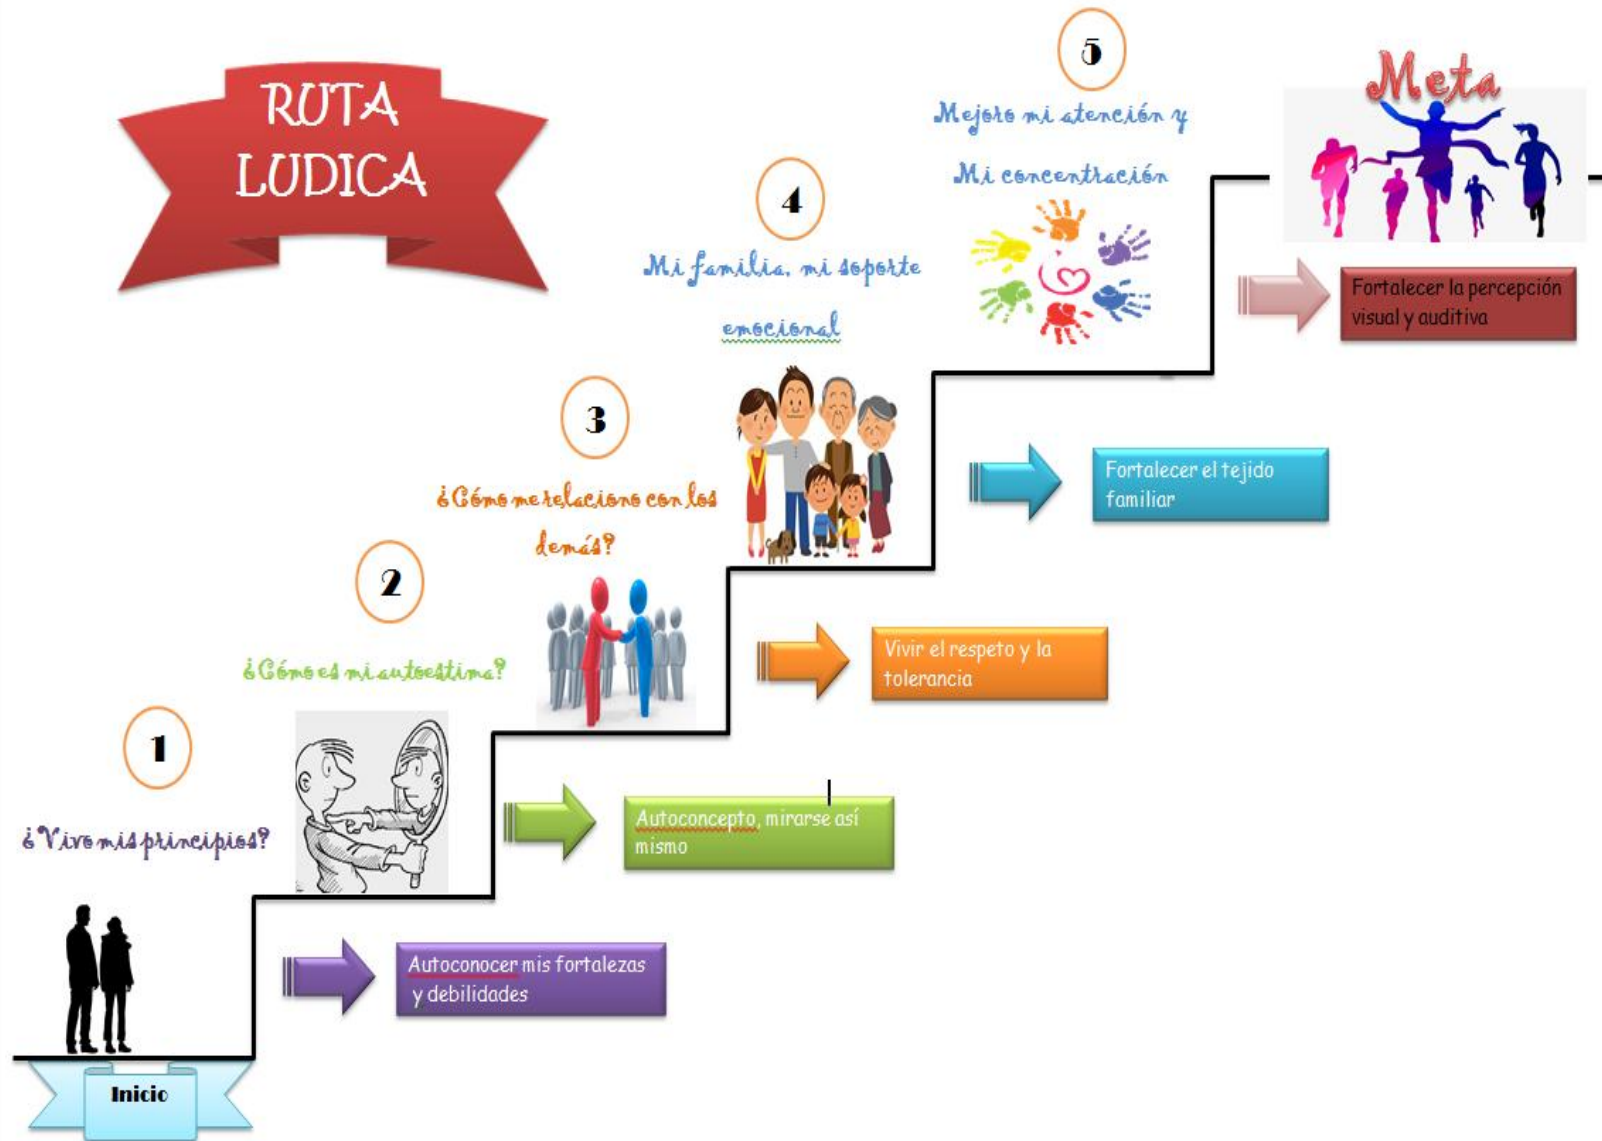 RUTA
LUDICA
5
Mejoro mi atención y
Mi concentración
Meta
Fortalecer la percepción
visual y auditiva
4
Mi familia, mi soporte
emocional
Fortalecer el tejido
familiar
3
¿Cómo me relaciono con los
demás?
Vivir el respeto y la
tolerancia
2
¿Cómo es mi autoestima?
Autoconcepto, mirarse así
mismo
1
¿Vivo mis principios?
Autoconocer mis fortalezas
y debilidades
Inicio